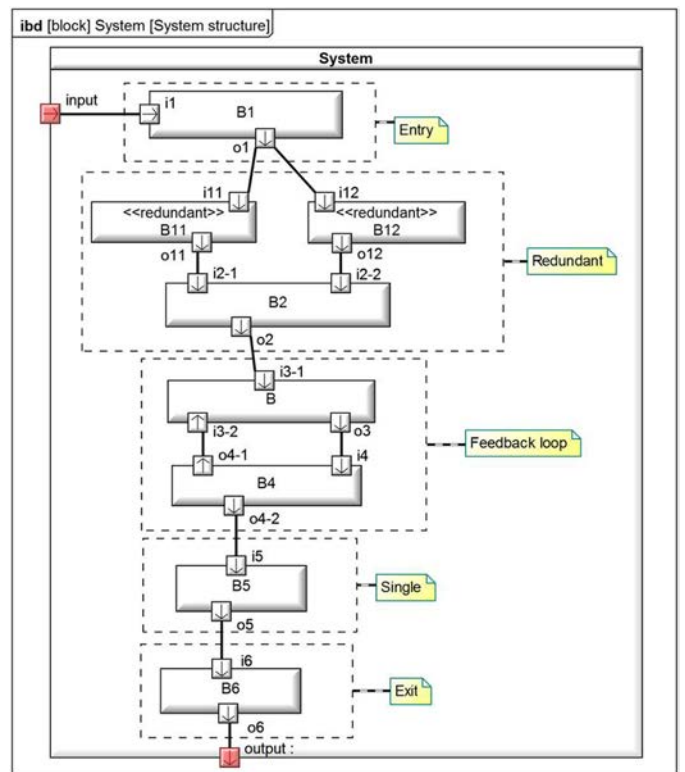 ibd [block] System [System structure]
System
input
i1
B1
Entry
o1
i11
i12
<<redundant>>
<<redundant>>
B11
B12
o11
o12
Redundant
i2-1
i2-2
B2
o2
i3-1
B
i3-2
o3
Feedback loop
o4-1
i4
B4
o4-2
i5
B5
Single
o5
i6
B6
Exit
o6
output :